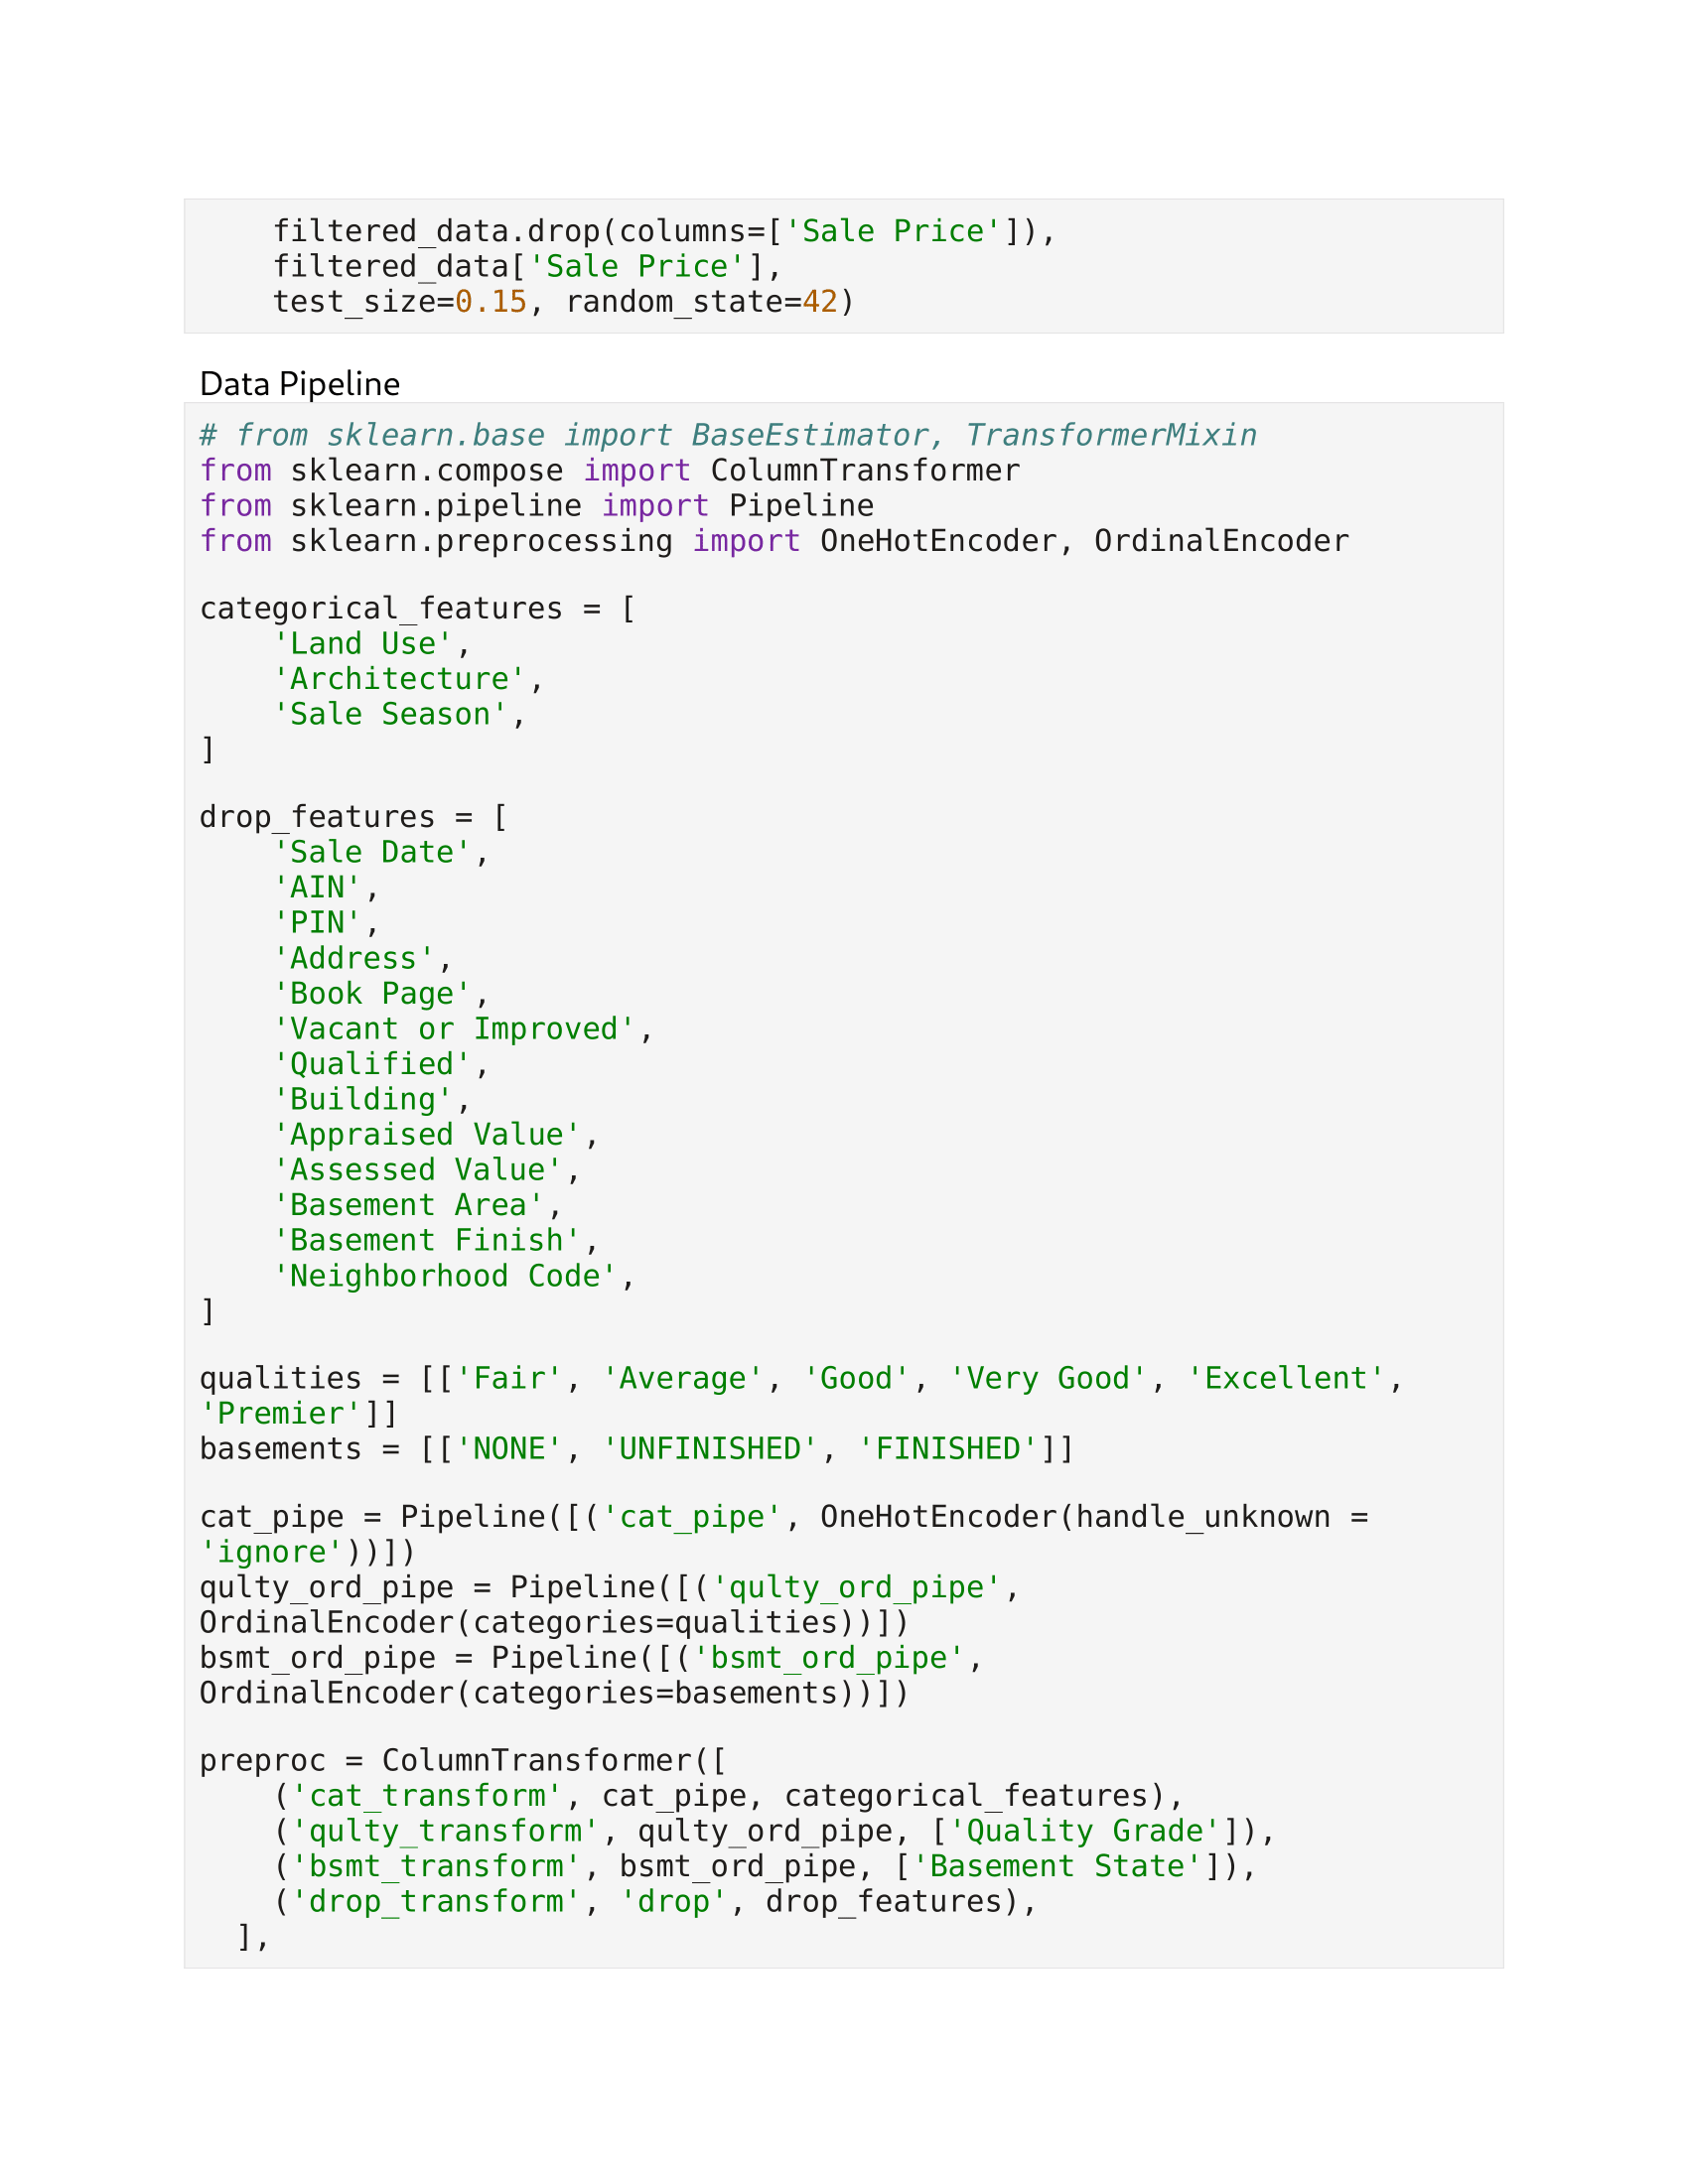 filtered_data.drop(columns=['Sale Price']),
    filtered_data['Sale Price'],
    test_size=0.15, random_state=42)
Data Pipeline
# from sklearn.base import BaseEstimator, TransformerMixin
from sklearn.compose import ColumnTransformer
from sklearn.pipeline import Pipeline
from sklearn.preprocessing import OneHotEncoder, OrdinalEncoder

categorical_features = [
    'Land Use',
    'Architecture',
    'Sale Season',
]

drop_features = [
    'Sale Date',
    'AIN',
    'PIN',
    'Address',
    'Book Page',
    'Vacant or Improved',
    'Qualified',
    'Building',
    'Appraised Value',
    'Assessed Value',
    'Basement Area',
    'Basement Finish',
    'Neighborhood Code',
]

qualities = [['Fair', 'Average', 'Good', 'Very Good', 'Excellent',
'Premier']]
basements = [['NONE', 'UNFINISHED', 'FINISHED']]

cat_pipe = Pipeline([('cat_pipe', OneHotEncoder(handle_unknown =
'ignore'))])
qulty_ord_pipe = Pipeline([('qulty_ord_pipe',
OrdinalEncoder(categories=qualities))])
bsmt_ord_pipe = Pipeline([('bsmt_ord_pipe',
OrdinalEncoder(categories=basements))])

preproc = ColumnTransformer([
    ('cat_transform', cat_pipe, categorical_features),
    ('qulty_transform', qulty_ord_pipe, ['Quality Grade']),
    ('bsmt_transform', bsmt_ord_pipe, ['Basement State']),
    ('drop_transform', 'drop', drop_features),
  ],